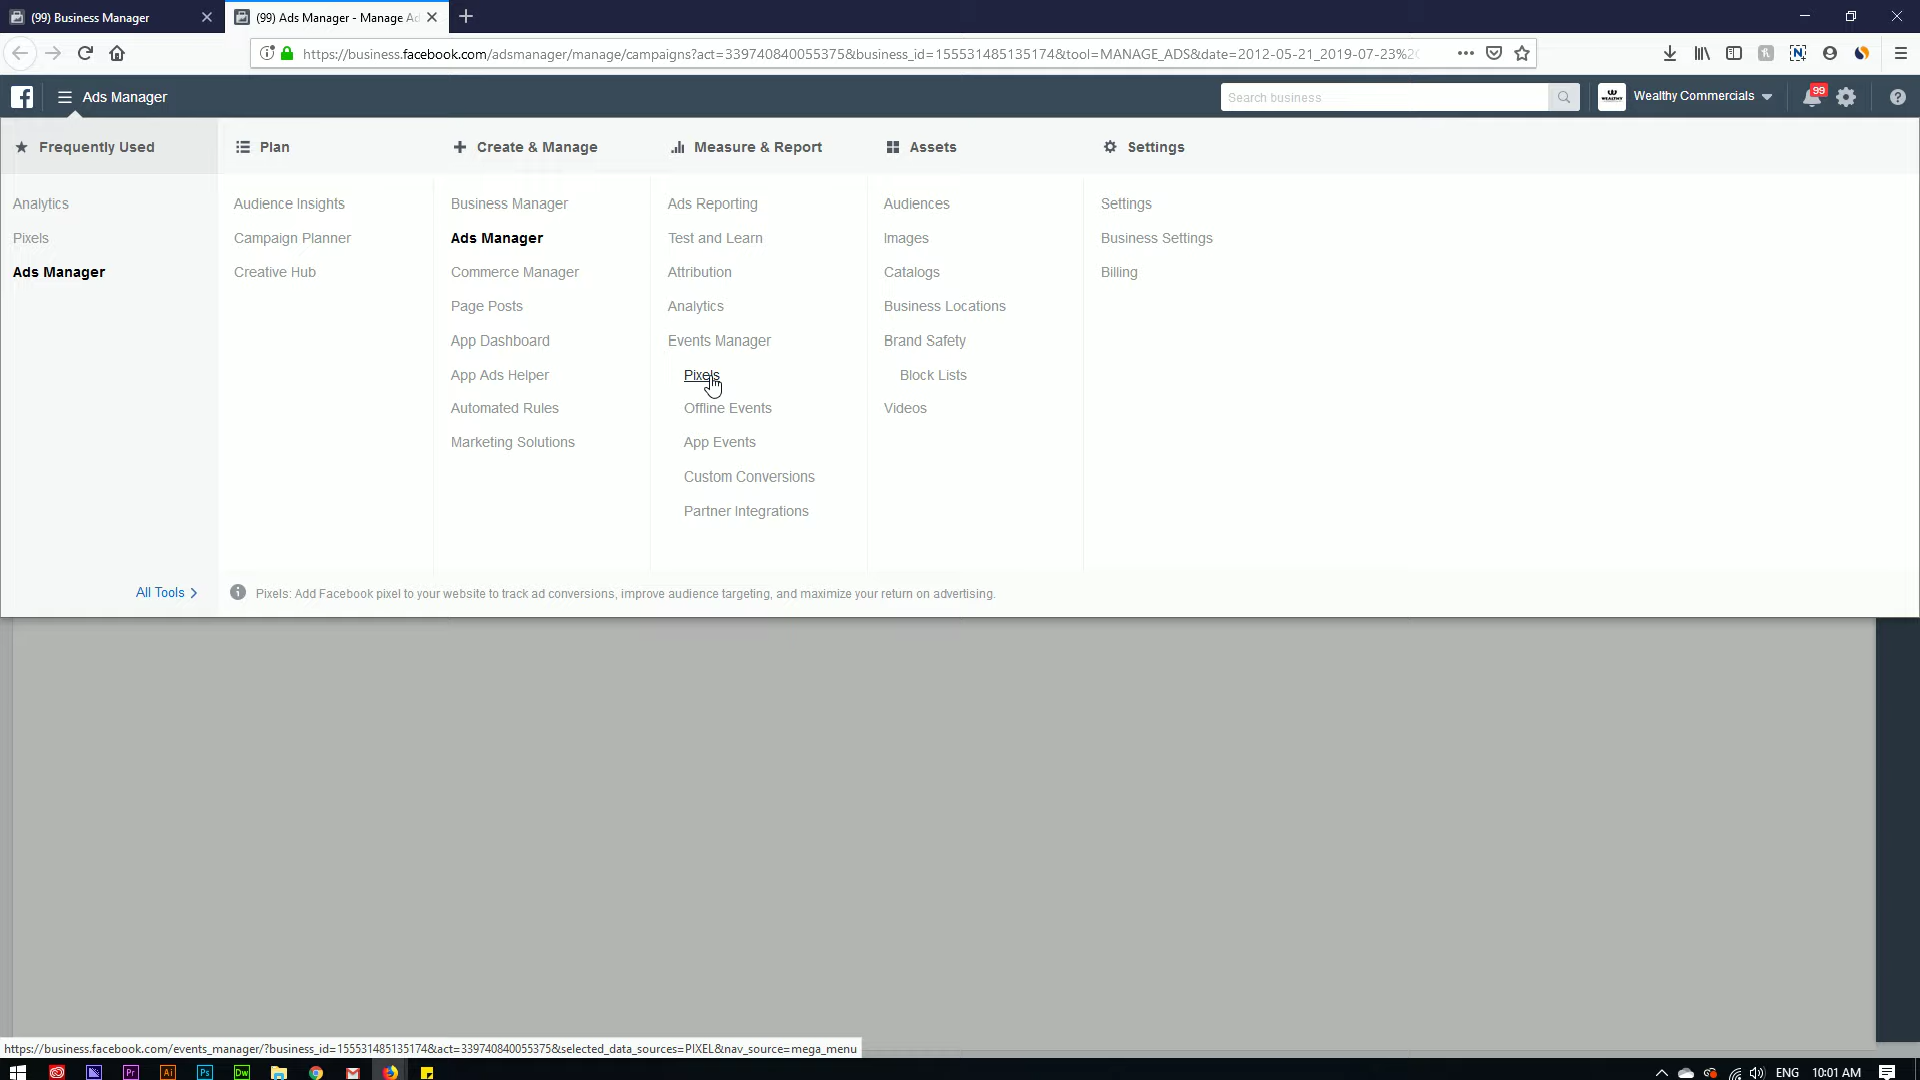 (99) Business Manager
(99) Ads Manager - Manage Ad
https://business.facebook.com/adsmanager/manage/campaigns?act=339740840055375&business_id=155531485135174&tool=MANAGE_ADS&date=2012-05-21_2019-07-23%2C
Ads Manager
Search business
WEALTHY
Wealthy Commercials
99
Frequently Used
Analytics
Pixels
Ads Manager
All Tools
Plan
Audience Insights
Campaign Planner
Creative Hub
Create & Manage
Business Manager
Ads Manager
Commerce Manager
Page Posts
App Dashboard
App Ads Helper
Automated Rules
Marketing Solutions
Measure & Report
Ads Reporting
Test and Learn
Attribution
Analytics
Events Manager
Pixels
Offline Events
App Events
Custom Conversions
Partner Integrations
Assets
Audiences
Images
Catalogs
Business Locations
Brand Safety
Block Lists
Videos
Settings
Settings
Business Settings
Billing
Pixels: Add Facebook pixel to your website to track ad conversions, improve audience targeting, and maximize your return on advertising.
https://business.facebook.com/events_manager/?business_id=155531485135174&act=339740840055375&selected_data_sources=PIXEL&nav_source=mega_menu
Pr
Ai
Ps
Dw
ENG
10:01 AM